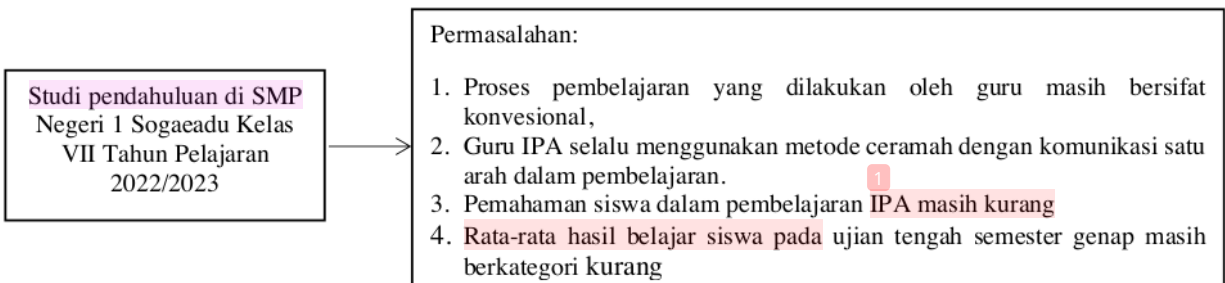 Studi pendahuluan di SMP
Negeri 1 Sogaeadu Kelas
VII Tahun Pelajaran
2022/2023
Permasalahan:
1. Proses pembelajaran yang dilakukan oleh guru masih bersifat
konvesional,
2. Guru IPA selalu menggunakan metode ceramah dengan komunikasi satu
arah dalam pembelajaran.
1
3. Pemahaman siswa dalam pembelajaran IPA masih kurang
4. Rata-rata hasil belajar siswa pada ujian tengah semester genap masih
berkategori kurang